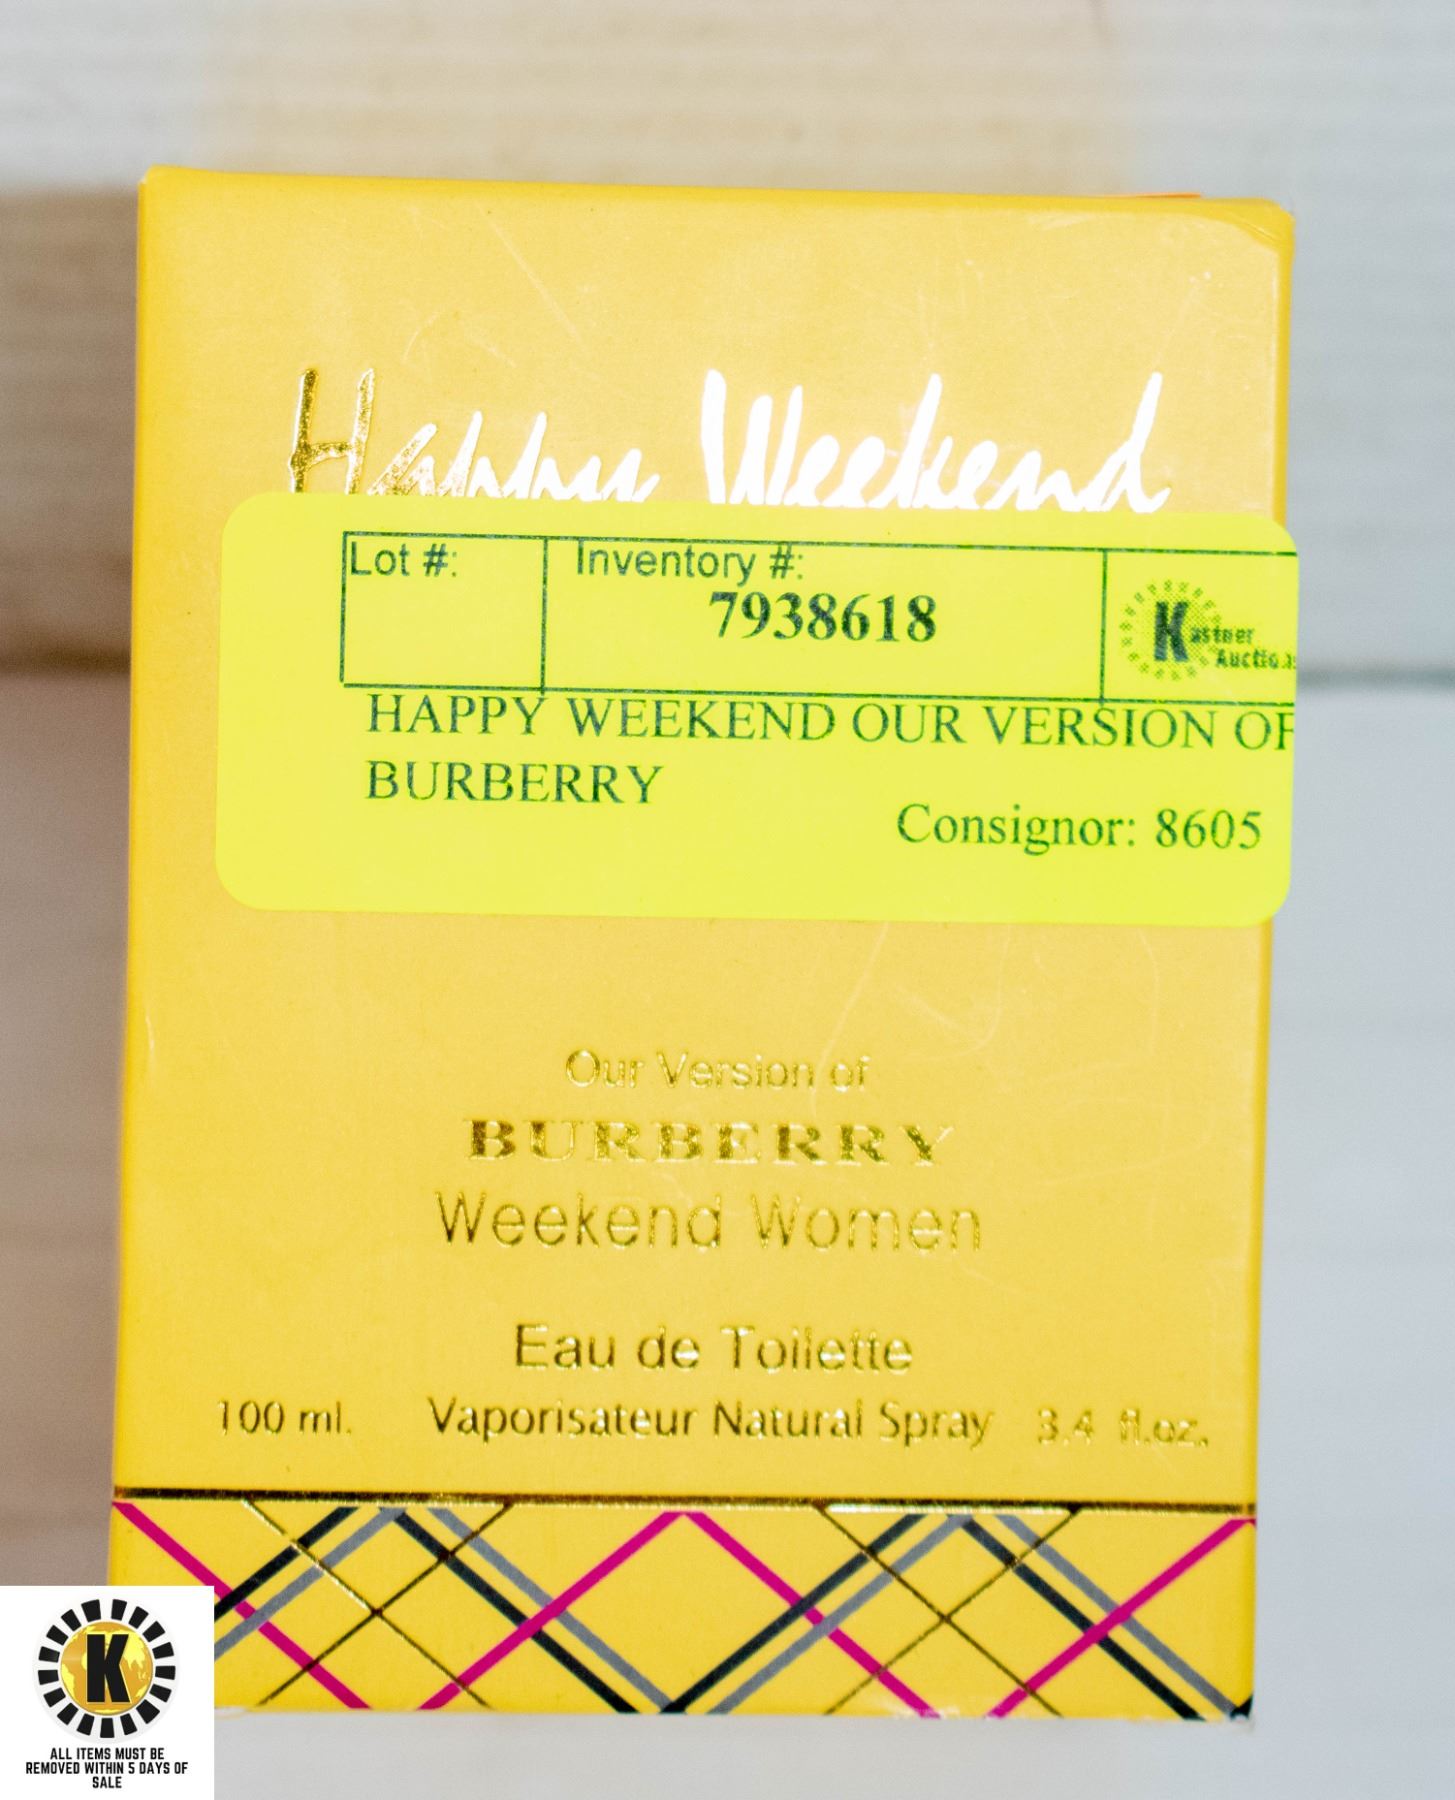 Happy Weekend
Lot #:
Inventory #:
7938618
Kastner
Auctions
HAPPY WEEKEND OUR VERSION OF
BURBERRY
Consignor: 8605
Our Version of
BURBERRY
Weekend Women
Eau de Toilette
100 ml. Vaporisateur Natural Spray 3.4 fl.oz.
K
ALL ITEMS MUST BE
REMOVED WITHIN 5 DAYS OF
SALE